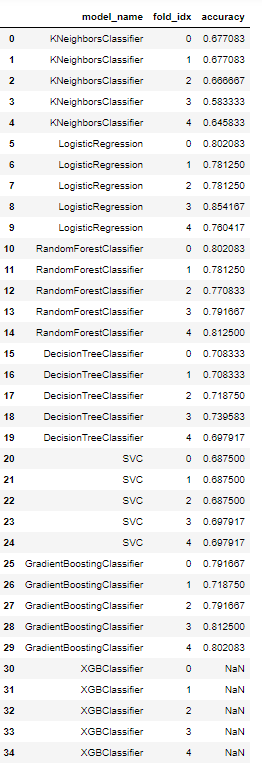 model_name fold_idx accuracy
0 KNeighborsClassifier 0 0.677083
1 KNeighborsClassifier 1 0.677083
2 KNeighborsClassifier 2 0.666667
3 KNeighborsClassifier 3 0.583333
4 KNeighborsClassifier 4 0.645833
5 LogisticRegression 0 0.802083
6 LogisticRegression 1 0.781250
7 LogisticRegression 2 0.781250
8 LogisticRegression 3 0.854167
9 LogisticRegression 4 0.760417
10 RandomForestClassifier 0 0.802083
11 RandomForestClassifier 1 0.781250
12 RandomForestClassifier 2 0.770833
13 RandomForestClassifier 3 0.791667
14 RandomForestClassifier 4 0.812500
15 DecisionTreeClassifier 0 0.708333
16 DecisionTreeClassifier 1 0.708333
17 DecisionTreeClassifier 2 0.718750
18 DecisionTreeClassifier 3 0.739583
19 DecisionTreeClassifier 4 0.697917
20 SVC 0 0.687500
21 SVC 1 0.687500
22 SVC 2 0.687500
23 SVC 3 0.697917
24 SVC 4 0.697917
25 GradientBoostingClassifier 0 0.791667
26 GradientBoostingClassifier 1 0.718750
27 GradientBoostingClassifier 2 0.791667
28 GradientBoostingClassifier 3 0.812500
29 GradientBoostingClassifier 4 0.802083
30 XGBClassifier 0 NaN
31 XGBClassifier 1 NaN
32 XGBClassifier 2 NaN
33 XGBClassifier 3 NaN
34 XGBClassifier 4 NaN